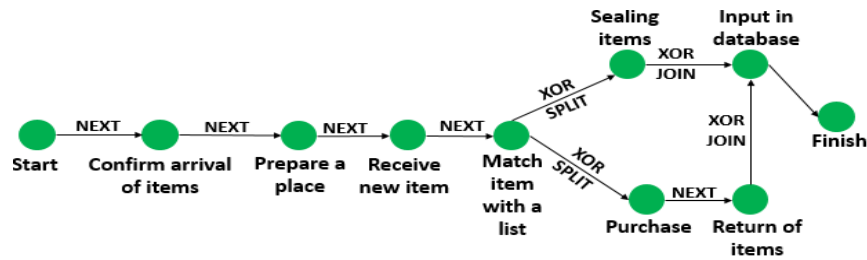 Sealing
items
Input in
database
XOR
JOIN
XOR
SPLIT
NEXT
NEXT
NEXT
NEXT
XOR
JOIN
Start
Confirm arrival
of items
Prepare a
place
Receive
new item
Match
item
with a
list
XOR
SPLIT
Finish
NEXT
Purchase
Return of
items